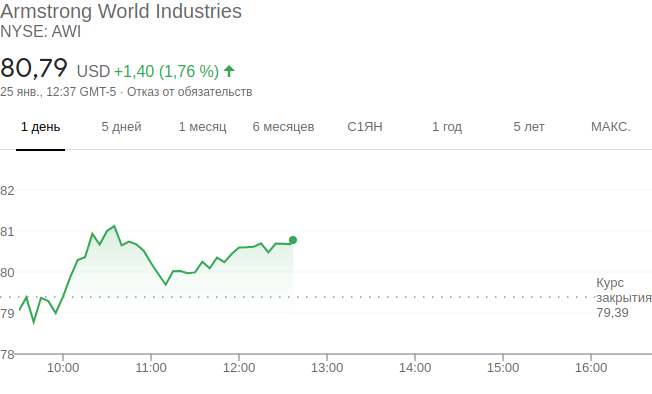 Armstrong World Industries
NYSE: AWI
80,79 USD +1,40 (1,76 %)
25 янв., 12:37 GMT-5 · Отказ от обязательств
1 день 5 дней 1 месяц 6 месяцев С1ЯН 1 год 5 лет МАКС.
82
81
80
Курс
закрытия
79,39
79
78
10:00 11:00 12:00 13:00 14:00 15:00 16:00